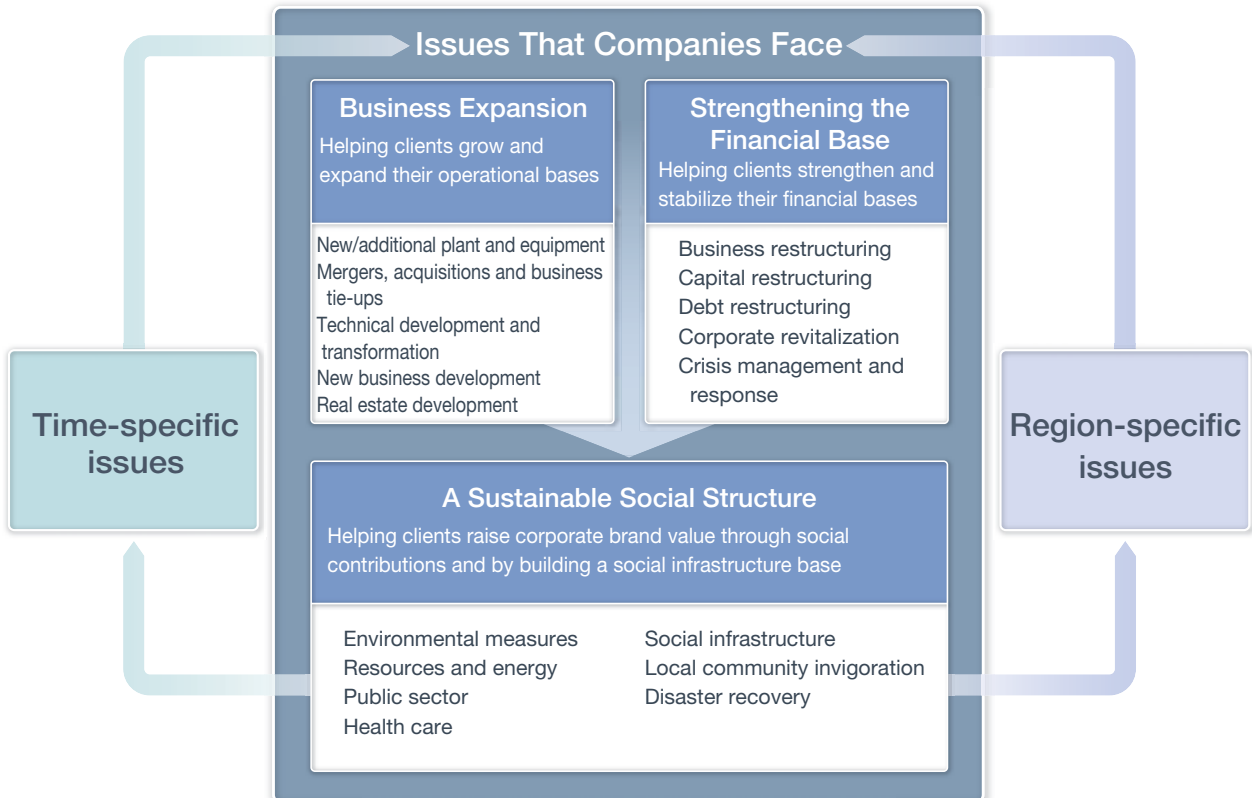 Issues That Companies Face
Business Expansion
Helping clients grow and
expand their operational bases
New/additional plant and equipment
Mergers, acquisitions and business
tie-ups
Technical development and
transformation
New business development
Real estate development
Strengthening the
Financial Base
Helping clients strengthen and
stabilize their financial bases
Business restructuring
Capital restructuring
Debt restructuring
Corporate revitalization
Crisis management and
response
Time-specific
issues
Region-specific
issues
A Sustainable Social Structure
Helping clients raise corporate brand value through social
contributions and by building a social infrastructure base
Environmental measures
Resources and energy
Public sector
Health care
Social infrastructure
Local community invigoration
Disaster recovery